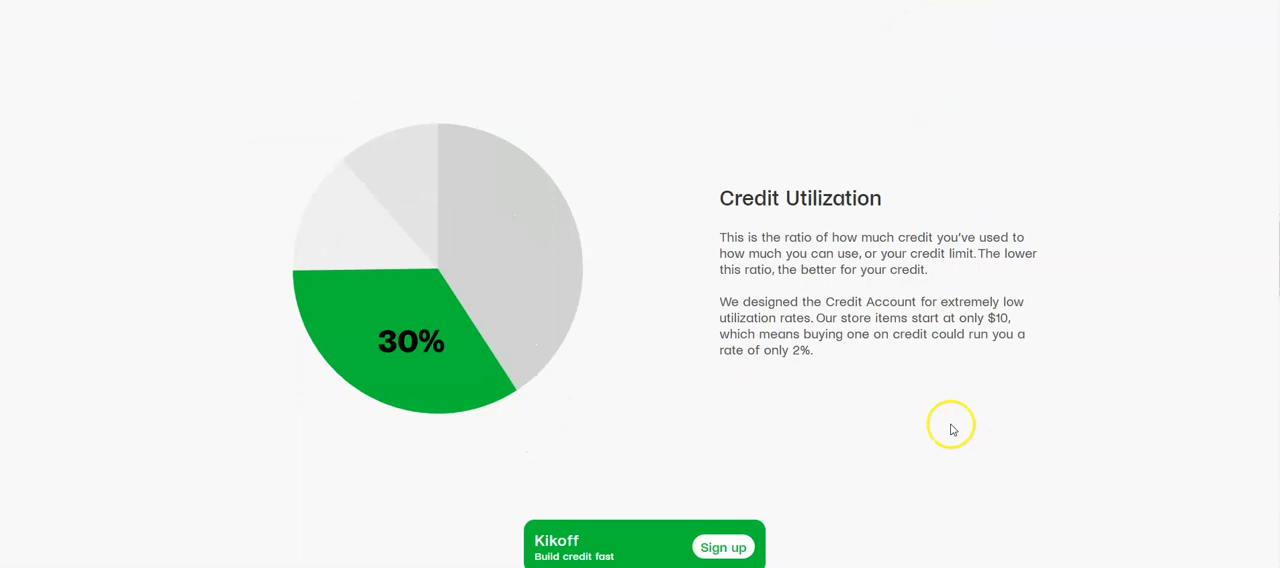 30%
Credit Utilization
This is the ratio of how much credit you've used to
how much you can use, or your credit limit. The lower
this ratio, the better for your credit.
We designed the Credit Account for extremely low
utilization rates. Our store items start at only $10,
which means buying one on credit could run you a
rate of only 2%.
Kikoff
Build credit fast
Sign up